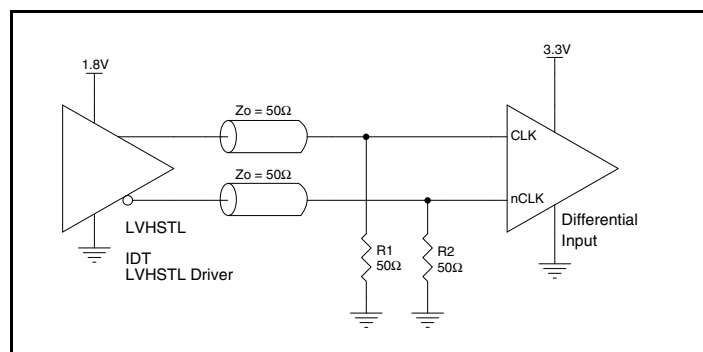 1.8V
3.3V
Zo = 50Ω
CLK
Zo = 50Ω
nCLK
LVHSTL
IDT
LVHSTL Driver
R1
50Ω
R2
50Ω
Differential
Input